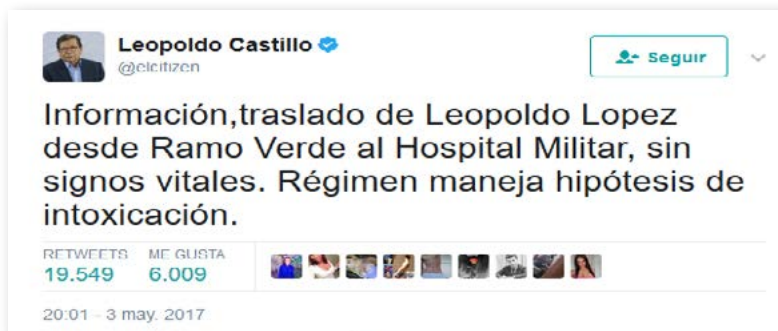 Leopoldo Castillo
@elcitizen
Seguir
Información,traslado de Leopoldo Lopez
desde Ramo Verde al Hospital Militar, sin
signos vitales. Régimen maneja hipótesis de
intoxicación.
RETWEETS ME GUSTA
19.549 6.009
20:01 - 3 may. 2017